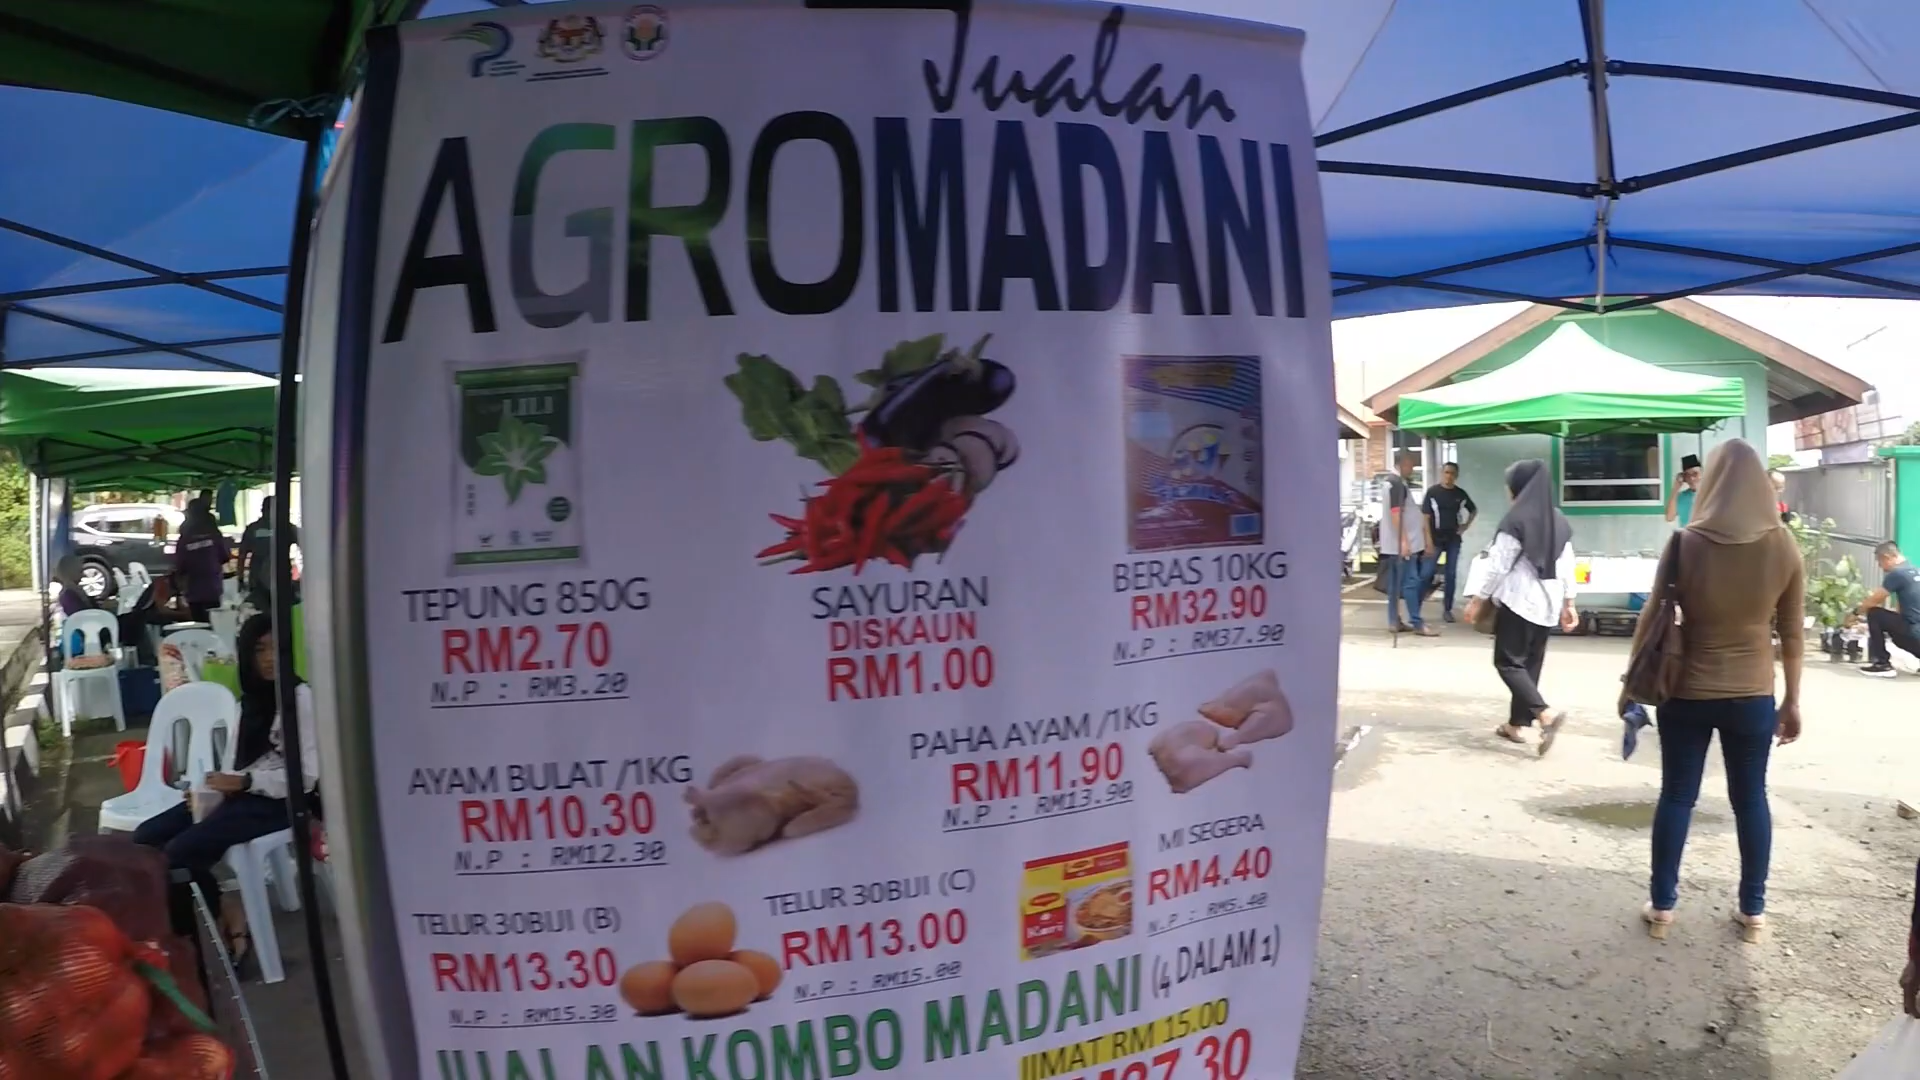 Jualan
AGROMADANI
LILI
TEPUNG 850G
RM2.70
N.P : RM3.20
SAYURAN
DISKAUN
RM1.00
BERAS 10KG
RM32.90
N.P : RM37.90
AYAM BULAT /1KG
RM10.30
N.P : RM12.30
PAHA AYAM /1KG
RM11.90
N.P : RM13.90
TELUR 30BIJI (B)
RM13.30
N.P : RM15.30
TELUR 30BIJI (C)
RM13.00
N.P : RM15.00
Kari
MI SEGERA
RM4.40
N.P : RM5.40
JUALAN KOMBO MADANI (4 DALAM 1)
JIMAT RM 15.00